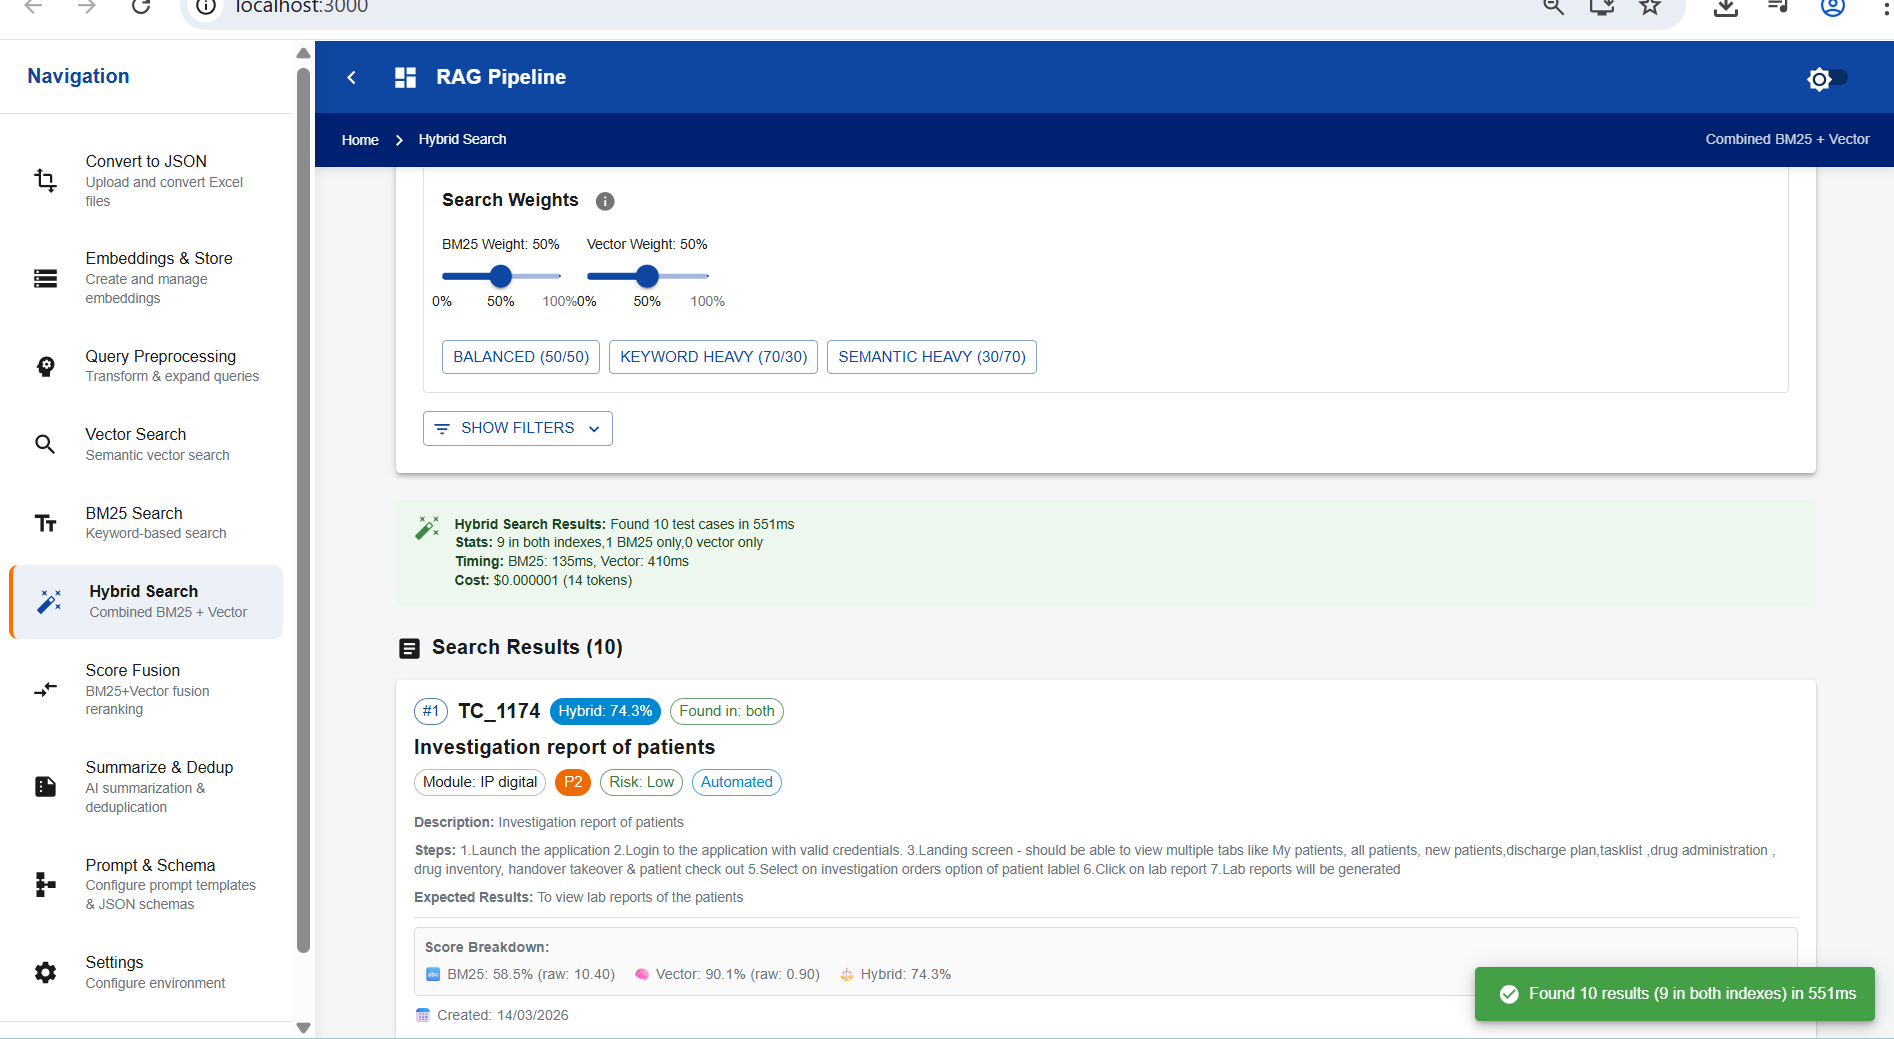 localhost:3000
Navigation
RAG Pipeline
Home
Hybrid Search
Combined BM25 + Vector
Convert to JSON
Upload and convert Excel
files
Embeddings & Store
Create and manage
embeddings
Query Preprocessing
Transform & expand queries
Vector Search
Semantic vector search
BM25 Search
Keyword-based search
Hybrid Search
Combined BM25 + Vector
Score Fusion
BM25+Vector fusion
reranking
Summarize & Dedup
AI summarization &
deduplication
Prompt & Schema
Configure prompt templates
& JSON schemas
Settings
Configure environment
Search Weights
BM25 Weight: 50% Vector Weight: 50%
0% 50% 100%0% 50% 100%
BALANCED (50/50) KEYWORD HEAVY (70/30) SEMANTIC HEAVY (30/70)
SHOW FILTERS
Hybrid Search Results: Found 10 test cases in 551ms
Stats: 9 in both indexes,1 BM25 only,0 vector only
Timing: BM25: 135ms, Vector: 410ms
Cost: $0.000001 (14 tokens)
Search Results (10)
#1 TC_1174 Hybrid: 74.3% Found in: both
Investigation report of patients
Module: IP digital P2 Risk: Low Automated
Description: Investigation report of patients
Steps: 1.Launch the application 2.Login to the application with valid credentials. 3.Landing screen - should be able to view multiple tabs like My patients, all patients, new patients,discharge plan,tasklist ,drug administration ,
drug inventory, handover takeover & patient check out 5.Select on investigation orders option of patient lablel 6.Click on lab report 7.Lab reports will be generated
Expected Results: To view lab reports of the patients
Score Breakdown:
abc BM25: 58.5% (raw: 10.40) Vector: 90.1% (raw: 0.90) Hybrid: 74.3%
Created: 14/03/2026
Found 10 results (9 in both indexes) in 551ms